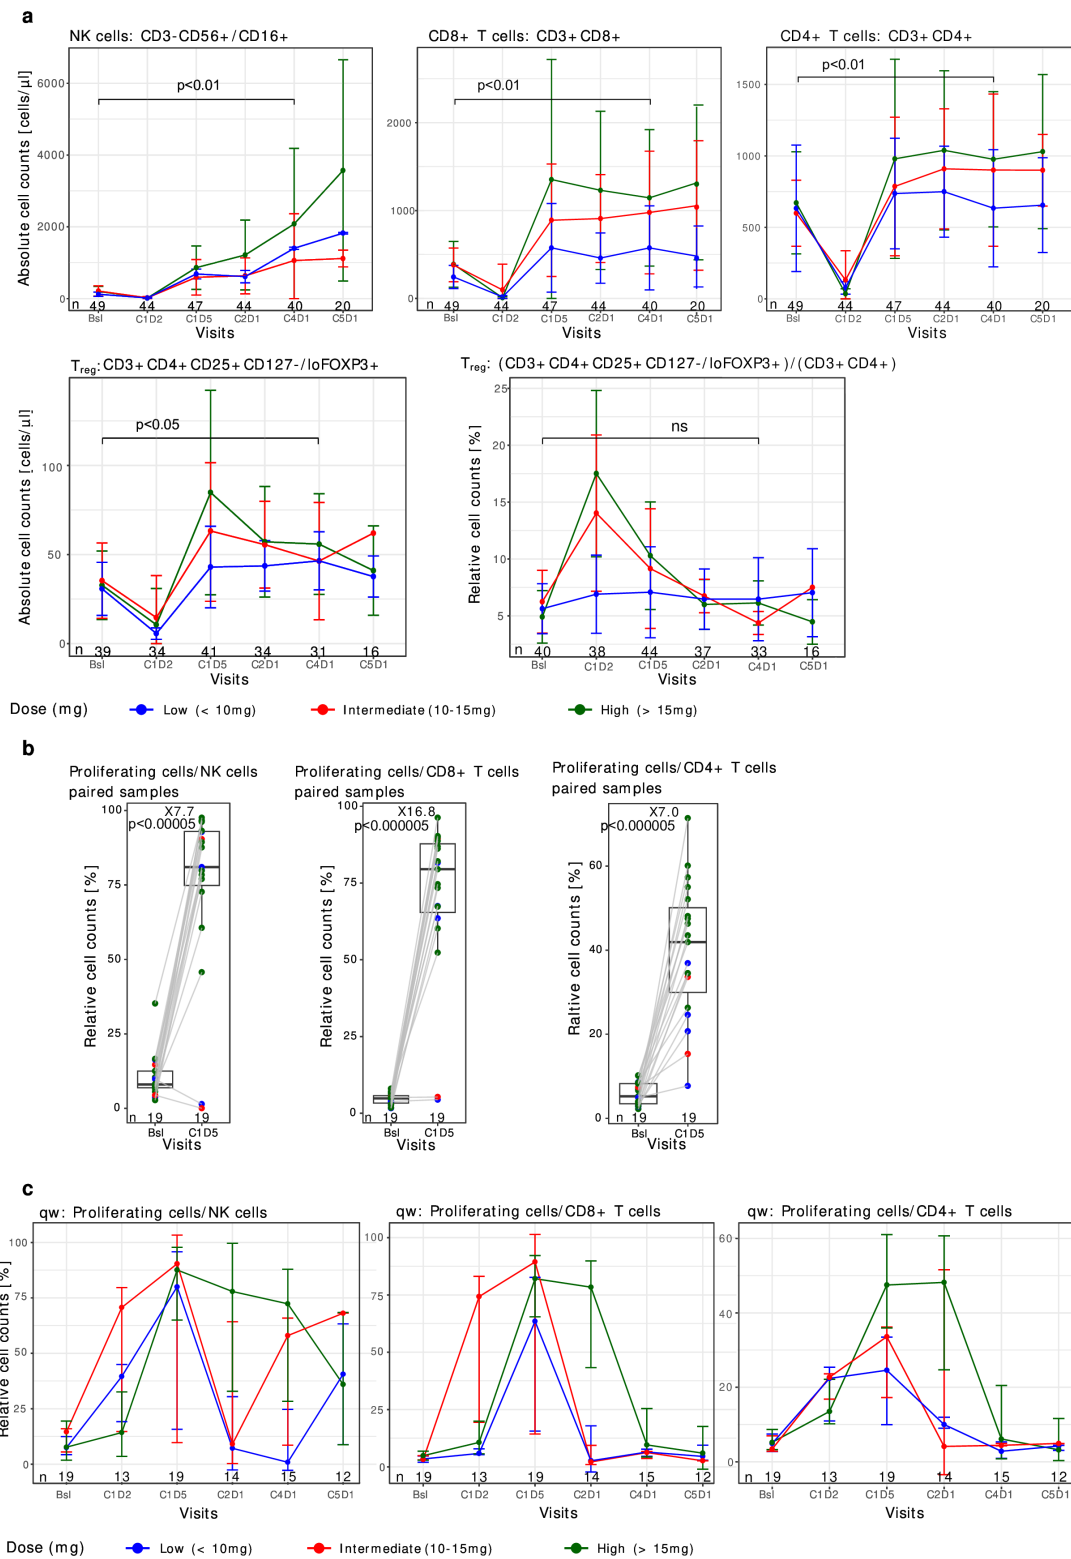 a
NK cells: CD3-CD56+/CD16+
CD8+ T cells: CD3+CD8+
CD4+ T cells: CD3+CD4+
Absolute cell counts [cells/µl]
6000
4000
2000
0
p<0.01
n 49 44 47 44 40 20
Bsl C1D2 C1D5 C2D1 C4D1 C5D1
Visits
2000
1000
0
p<0.01
n 49 44 47 44 40 20
Bsl C1D2 C1D5 C2D1 C4D1 C5D1
Visits
1500
1000
500
0
p<0.01
n 49 44 47 44 40 20
Bsl C1D2 C1D5 C2D1 C4D1 C5D1
Visits
Treg: CD3+CD4+CD25+CD127-/loFOXP3+
Absolute cell counts [cells/µl]
100
50
0
p<0.05
n 39 34 41 34 31 16
Bsl C1D2 C1D5 C2D1 C4D1 C5D1
Visits
Treg: (CD3+CD4+CD25+CD127-/loFOXP3+)/(CD3+CD4+)
Relative cell counts [%]
25
20
15
10
5
ns
n 40 38 44 37 33 16
Bsl C1D2 C1D5 C2D1 C4D1 C5D1
Visits
Dose (mg) Low (< 10mg) Intermediate (10-15mg) High (> 15mg)
b
Proliferating cells/NK cells
paired samples
Relative cell counts [%]
100
75
50
25
0
X7.7
p<0.00005
n 19 19
Bsl C1D5
Visits
Proliferating cells/CD8+ T cells
paired samples
Relative cell counts [%]
100
75
50
25
0
X16.8
p<0.000005
n 19 19
Bsl C1D5
Visits
Proliferating cells/CD4+ T cells
paired samples
Raltive cell counts [%]
60
40
20
0
X7.0
p<0.000005
n 19 19
Bsl C1D5
Visits
c
qw: Proliferating cells/NK cells
Relative cell counts [%]
100
75
50
25
0
n 19 13 19 14 15 12
Bsl C1D2 C1D5 C2D1 C4D1 C5D1
Visits
qw: Proliferating cells/CD8+ T cells
100
75
50
25
0
n 19 13 19 14 15 12
Bsl C1D2 C1D5 C2D1 C4D1 C5D1
Visits
qw: Proliferating cells/CD4+ T cells
60
40
20
0
n 19 13 19 14 15 12
Bsl C1D2 C1D5 C2D1 C4D1 C5D1
Visits
Dose (mg) Low (< 10mg) Intermediate (10-15mg) High (> 15mg)